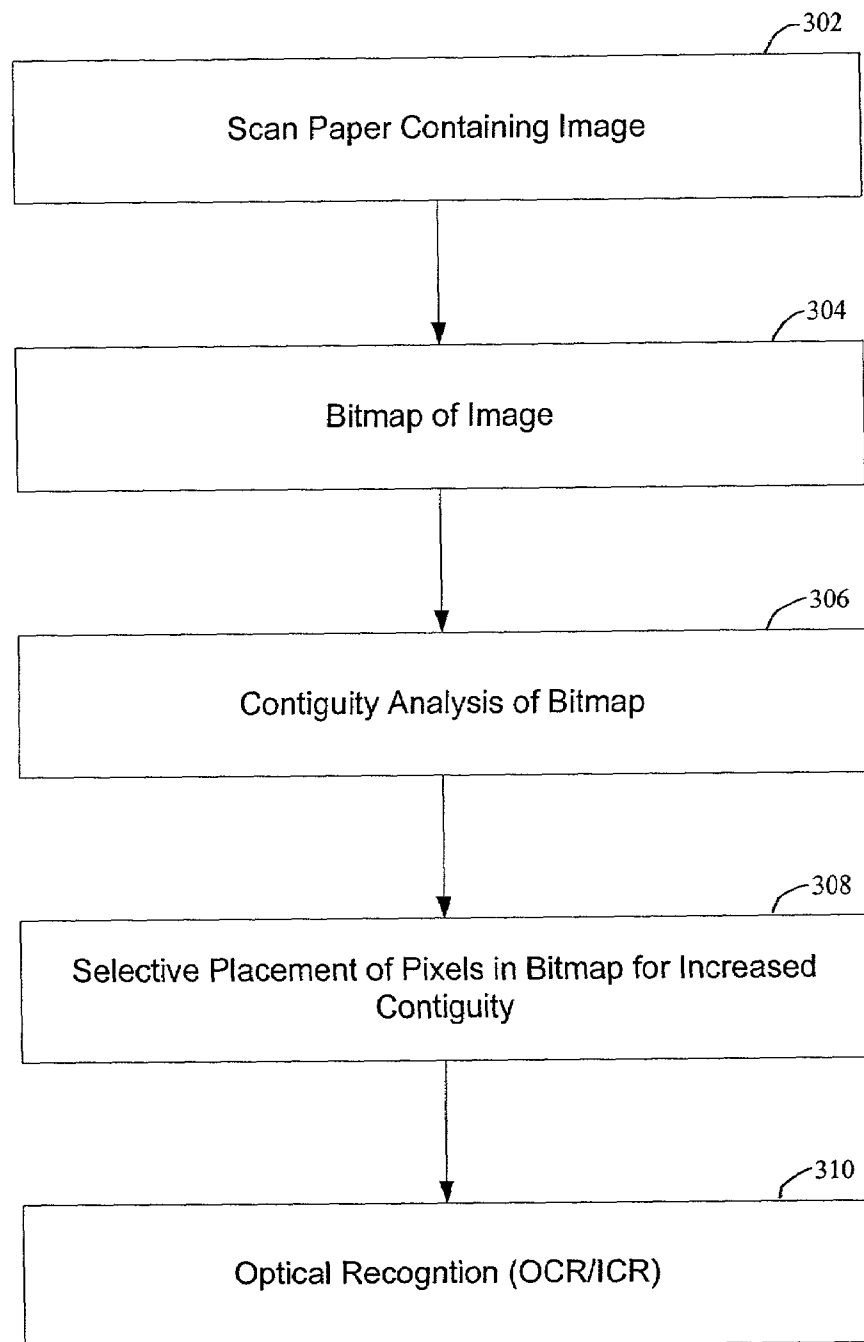 302
Scan Paper Containing Image
304
Bitmap of Image
306
Contiguity Analysis of Bitmap
308
Selective Placement of Pixels in Bitmap for Increased
Contiguity
310
Optical Recogntion (OCR/ICR)